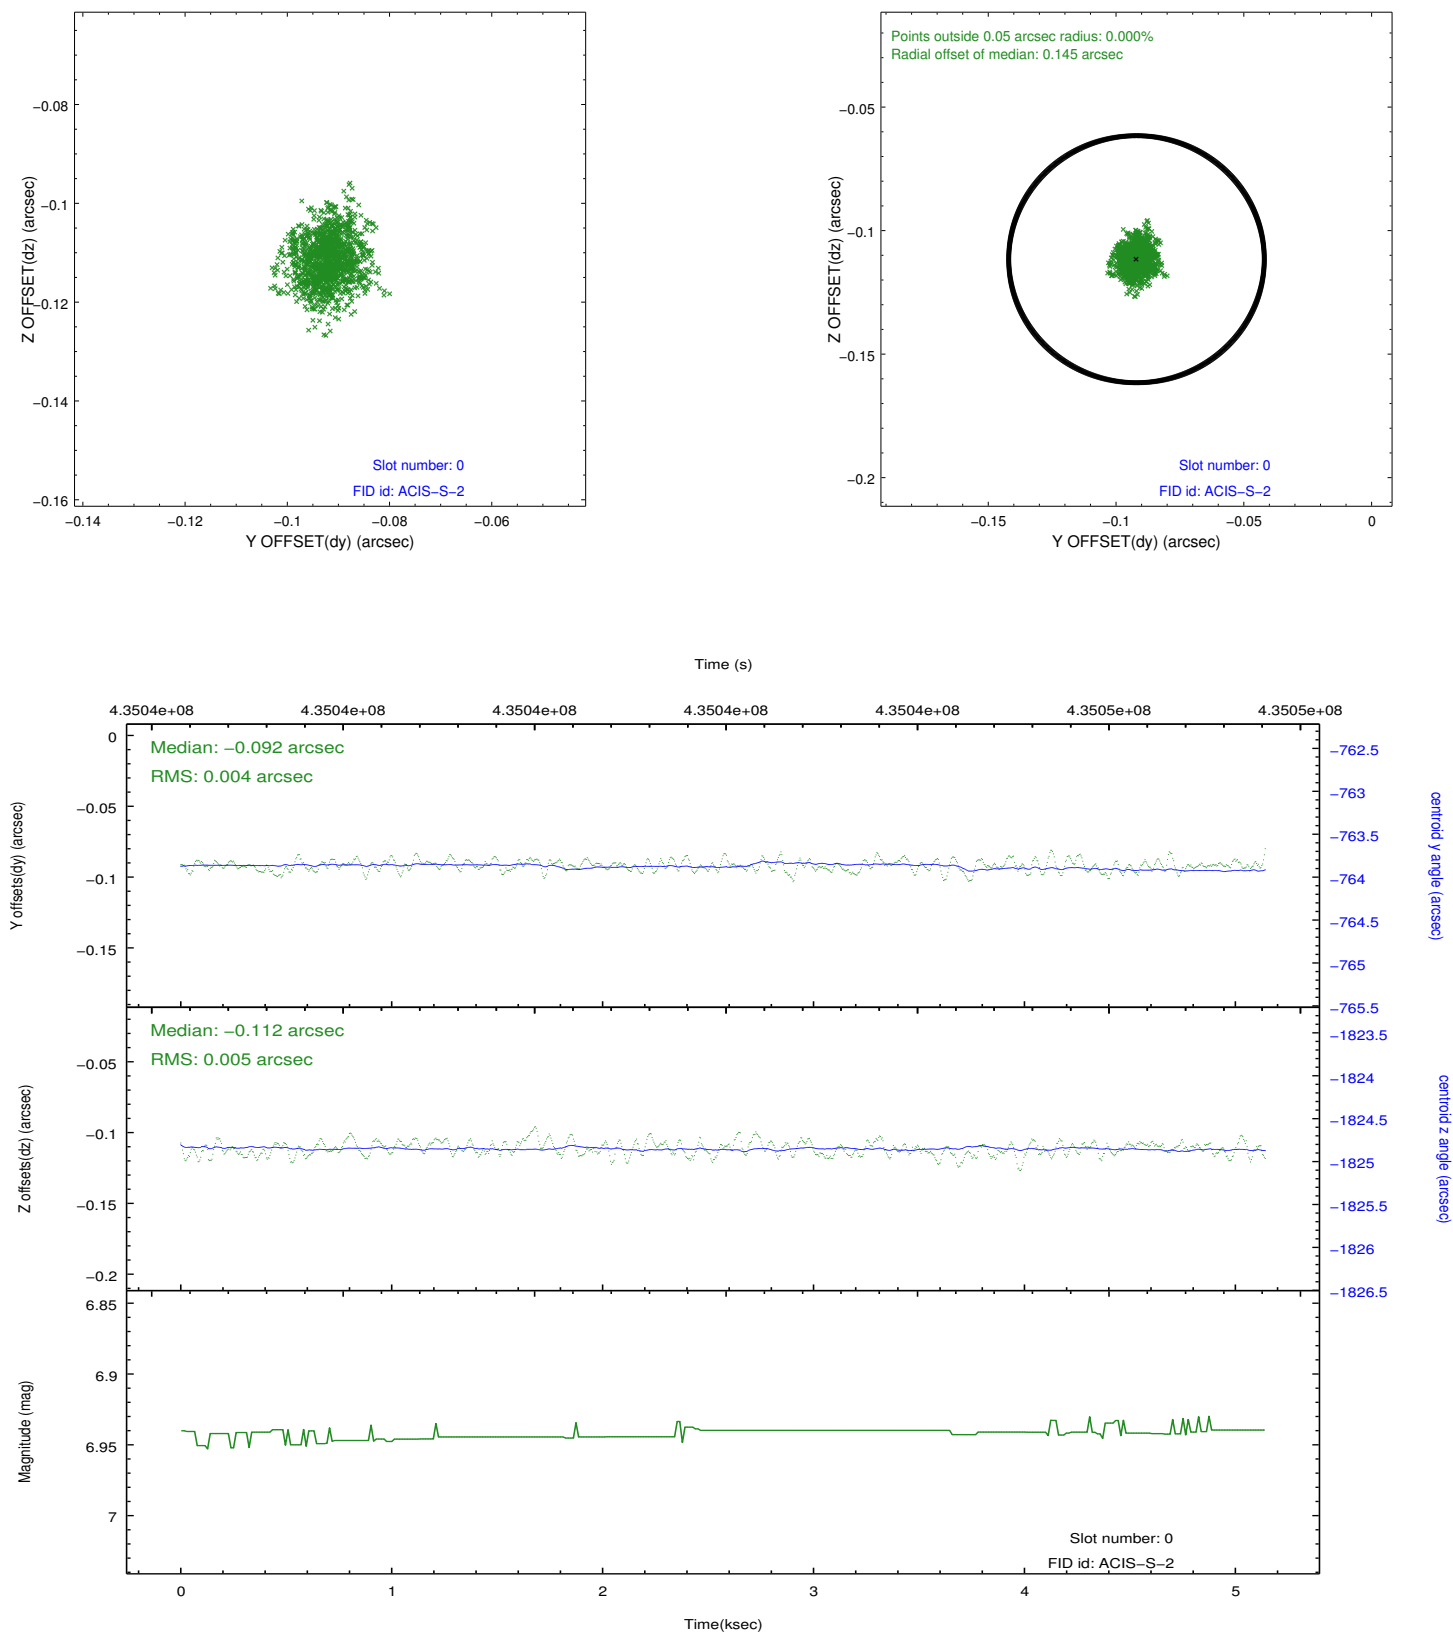 −0.08
−0.1
−0.12
−0.14
−0.16
Z OFFSET(dz) (arcsec)
−0.14 −0.12 −0.1 −0.08 −0.06
Y OFFSET(dy) (arcsec)
Slot number: 0
FID id: ACIS−S−2
Points outside 0.05 arcsec radius: 0.000%
Radial offset of median: 0.145 arcsec
−0.05
−0.1
−0.15
−0.2
Z OFFSET(dz) (arcsec)
−0.15 −0.1 −0.05 0
Y OFFSET(dy) (arcsec)
Slot number: 0
FID id: ACIS−S−2
Time (s)
4.3504e+08 4.3504e+08 4.3504e+08 4.3504e+08 4.3504e+08 4.3505e+08 4.3505e+08
Median: −0.092 arcsec
RMS: 0.004 arcsec
0
−0.05
−0.1
−0.15
Y offsets(dy) (arcsec)
−762.5
−763
−763.5
−764
−764.5
−765
−765.5
centroid y angle (arcsec)
Median: −0.112 arcsec
RMS: 0.005 arcsec
−0.05
−0.1
−0.15
−0.2
Z offsets(dz) (arcsec)
−1823.5
−1824
−1824.5
−1825
−1825.5
−1826
−1826.5
centroid z angle (arcsec)
6.85
6.9
6.95
7
Magnitude (mag)
Slot number: 0
FID id: ACIS−S−2
0 1 2 3 4 5
Time(ksec)